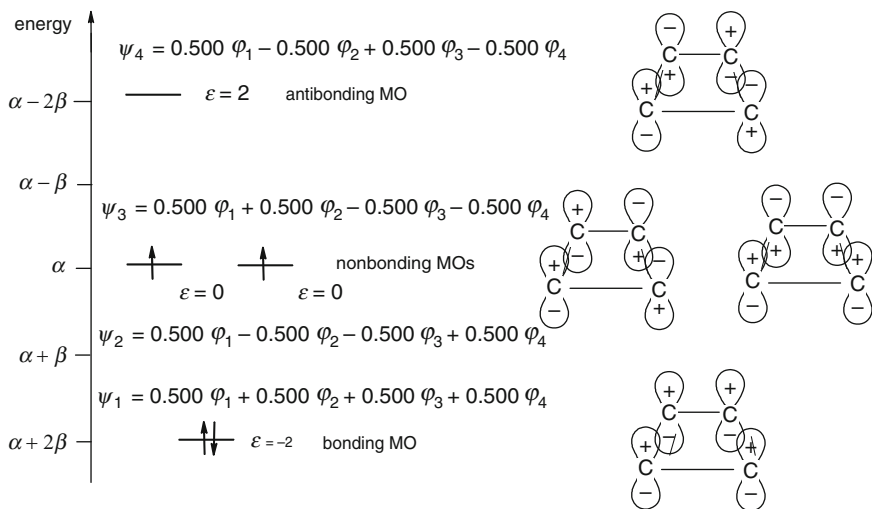 energy
ψ4 = 0.500 φ1 − 0.500 φ2 + 0.500 φ3 − 0.500 φ4
α − 2β
ε = 2 antibonding MO
α − β
ψ3 = 0.500 φ1 + 0.500 φ2 − 0.500 φ3 − 0.500 φ4
α
nonbonding MOs
ε = 0 ε = 0
ψ2 = 0.500 φ1 − 0.500 φ2 − 0.500 φ3 + 0.500 φ4
α + β
ψ1 = 0.500 φ1 + 0.500 φ2 + 0.500 φ3 + 0.500 φ4
α + 2β
ε = −2 bonding MO
− +
C C
+ + − −
C C
− +
+ −
C C
+ − + −
C C
− +
− −
C C
+ + + +
C C
− −
+ +
C C
+ − − +
C C
− −